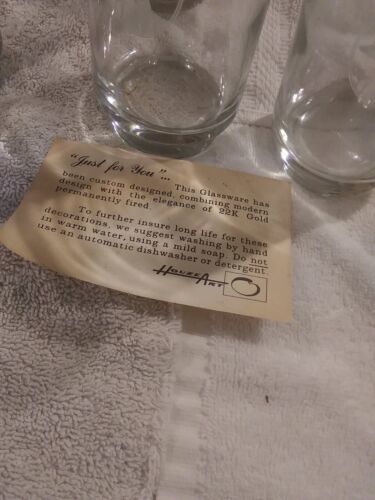 "Just for You"...
This Glassware has
been custom designed, combining modern
design with the elegance of 22K Gold
permanently fired.
To further insure long life for these
decorations, we suggest washing by hand
in warm water, using a mild soap. Do not
use an automatic dishwasher or detergent.
HOUZE
ART